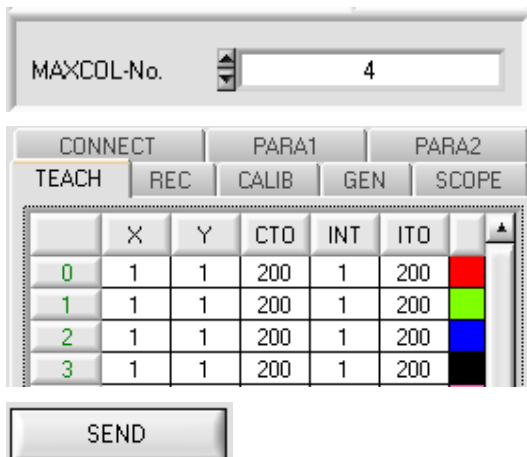 MAXCOL-No. 4
CONNECT PARA1 PARA2
TEACH REC CALIB GEN SCOPE
X Y CTO INT ITO
0 1 1 200 1 200
1 1 1 200 1 200
2 1 1 200 1 200
3 1 1 200 1 200
SEND